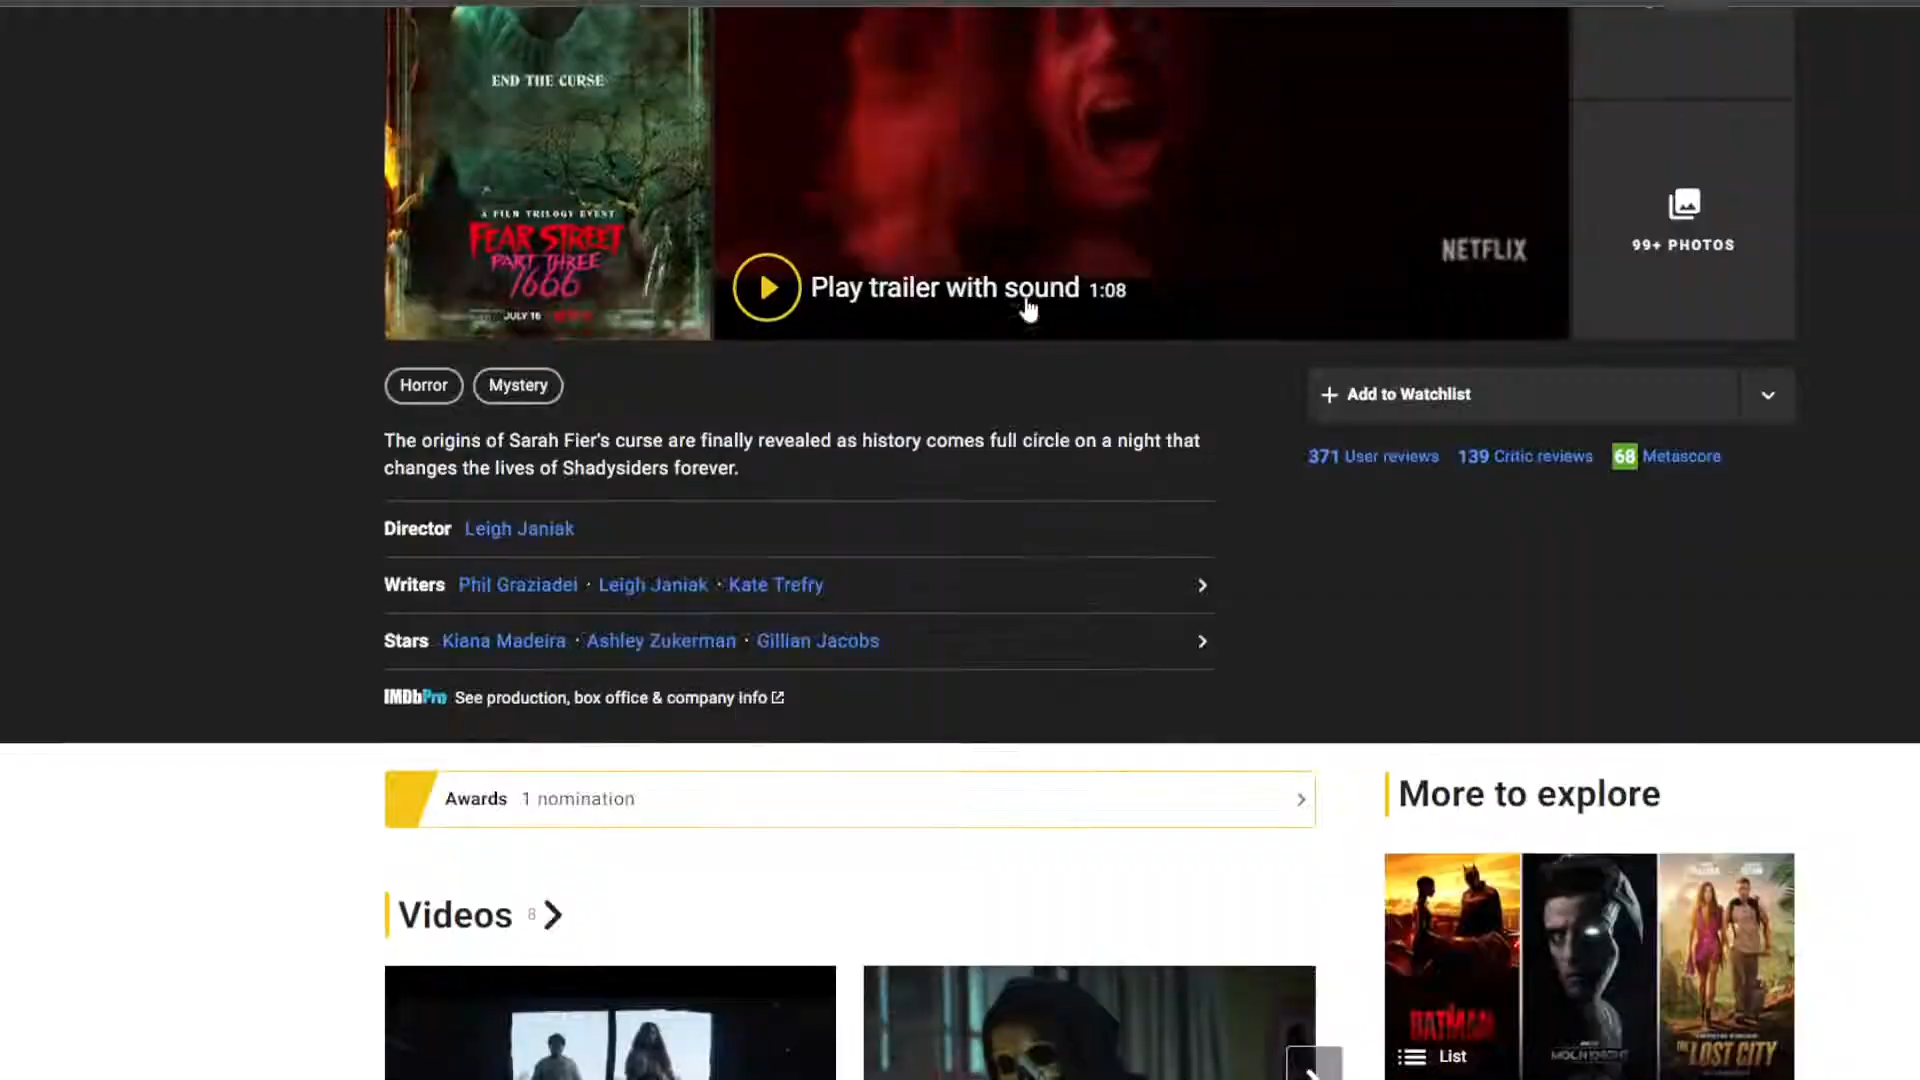 END THE CURSE
A FILM TRILOGY EVENT
FEAR STREET
PART THREE
1666
JULY 16
NETFLIX
99+ PHOTOS
Play trailer with sound 1:08
Horror Mystery
+ Add to Watchlist
The origins of Sarah Fier's curse are finally revealed as history comes full circle on a night that
changes the lives of Shadysiders forever.
371 User reviews 139 Critic reviews 68 Metascore
Director Leigh Janiak
Writers Phil Graziadei · Leigh Janiak · Kate Trefry
Stars Kiana Madeira · Ashley Zukerman · Gillian Jacobs
IMDbPro See production, box office & company info
Awards 1 nomination
More to explore
Videos 8
BATMAN
MOON KNIGHT
THE LOST CITY
List